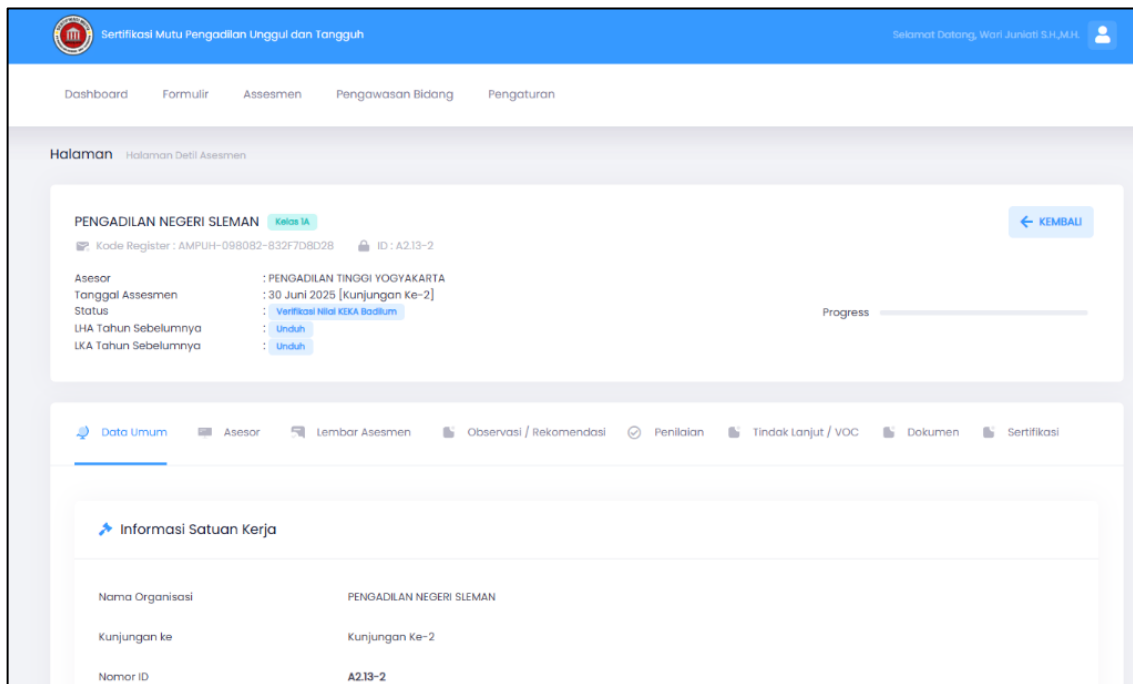 Sertifikasi Mutu Pengadilan Unggul dan Tangguh
Selamat Datang, Wari Juniati S.H.,M.H.
Dashboard Formulir Assesmen Pengawasan Bidang Pengaturan
Halaman Halaman Detil Asesmen
PENGADILAN NEGERI SLEMAN Kelas 1A
KEMBALI
Kode Register : AMPUH-098082-832F7D8D28 ID : A2.13-2
Asesor : PENGADILAN TINGGI YOGYAKARTA
Tanggal Assesmen : 30 Juni 2025 [Kunjungan Ke-2]
Status : Verifikasi Nilai KEKA Badilum
Progress
LHA Tahun Sebelumnya : Unduh
LKA Tahun Sebelumnya : Unduh
Data Umum Asesor Lembar Asesmen Observasi / Rekomendasi Penilaian Tindak Lanjut / VOC Dokumen Sertifikasi
Informasi Satuan Kerja
Nama Organisasi PENGADILAN NEGERI SLEMAN
Kunjungan ke Kunjungan Ke-2
Nomor ID A2.13-2